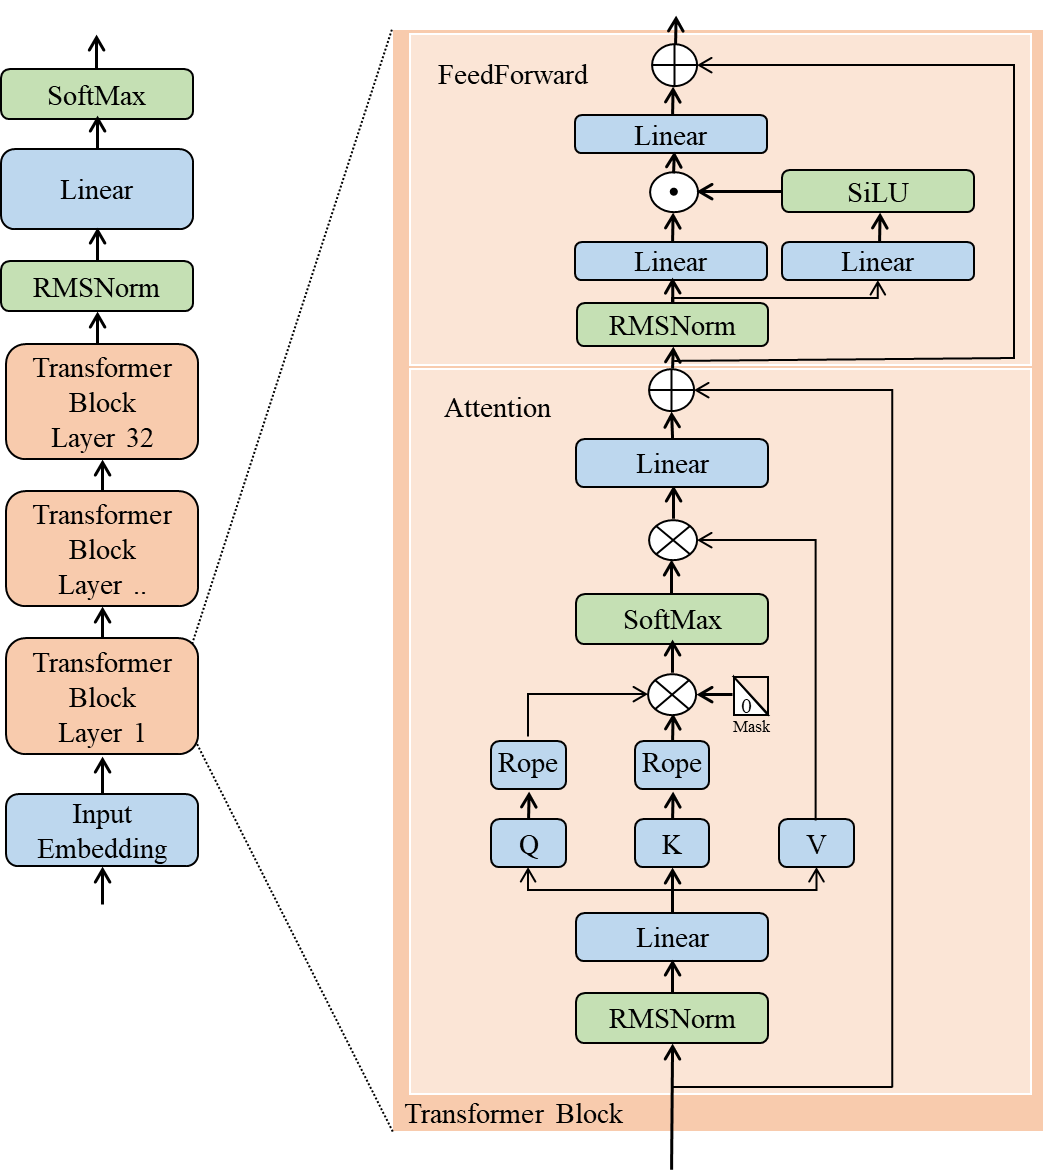 SoftMax
Linear
RMSNorm
Transformer
Block
Layer 32
Transformer
Block
Layer ..
Transformer
Block
Layer 1
Input
Embedding
FeedForward
Linear
SiLU
Linear
Linear
RMSNorm
Attention
Linear
SoftMax
0
Mask
Rope
Rope
Q
K
V
Linear
RMSNorm
Transformer Block